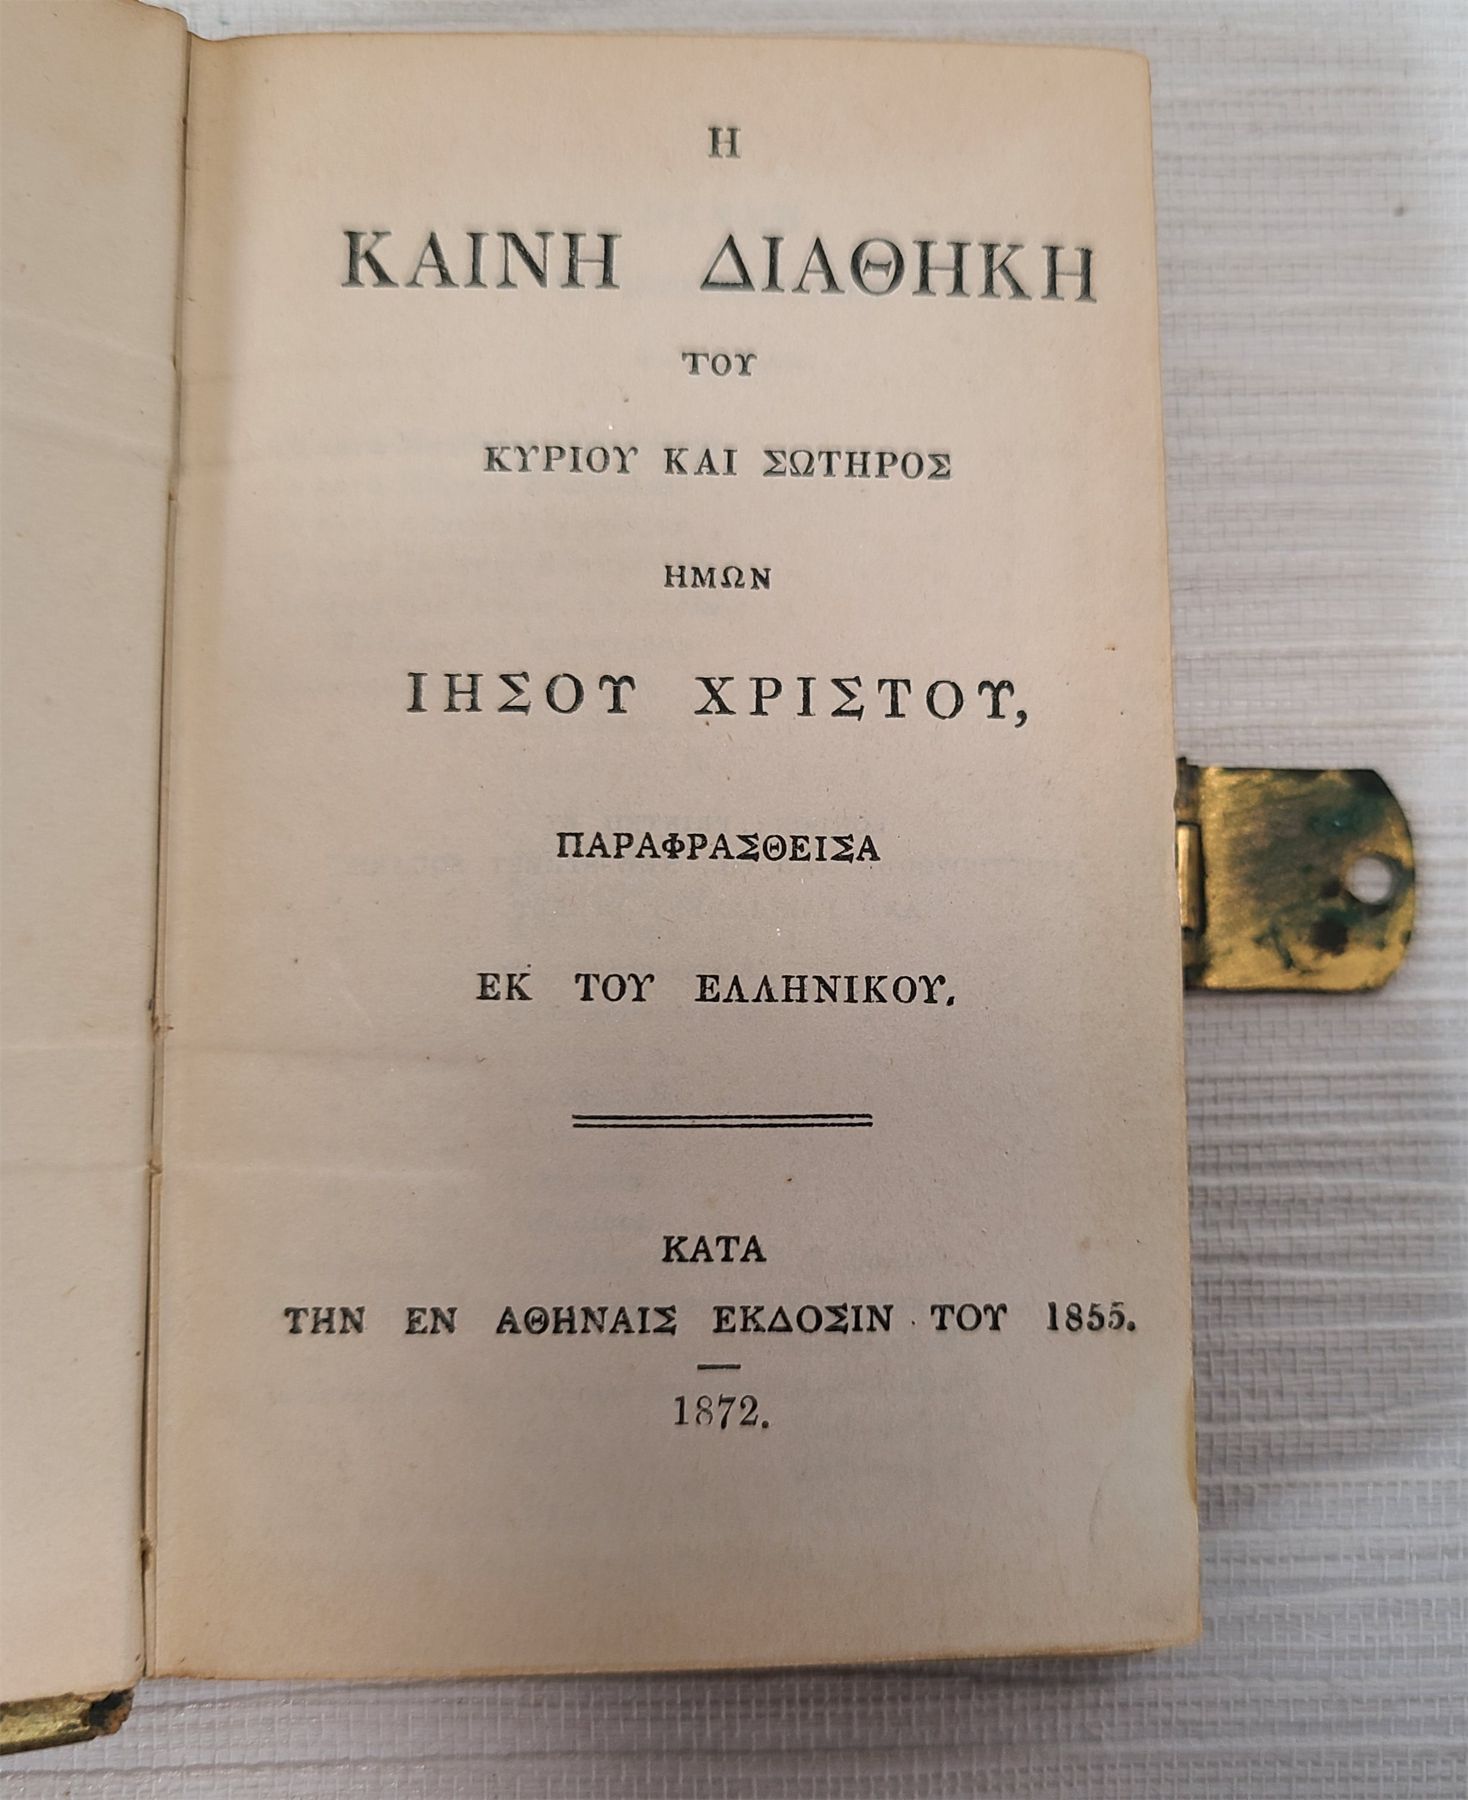 Η
ΚΑΙΝΗ ΔΙΑΘΗΚΗ
ΤΟΥ
ΚΥΡΙΟΥ ΚΑΙ ΣΩΤΗΡΟΣ
ΗΜΩΝ
ΙΗΣΟΥ ΧΡΙΣΤΟΥ,
ΠΑΡΑΦΡΑΣΘΕΙΣΑ
ΕΚ ΤΟΥ ΕΛΛΗΝΙΚΟΥ.
ΚΑΤΑ
ΤΗΝ ΕΝ ΑΘΗΝΑΙΣ ΕΚΔΟΣΙΝ ΤΟΥ 1855.
1872.